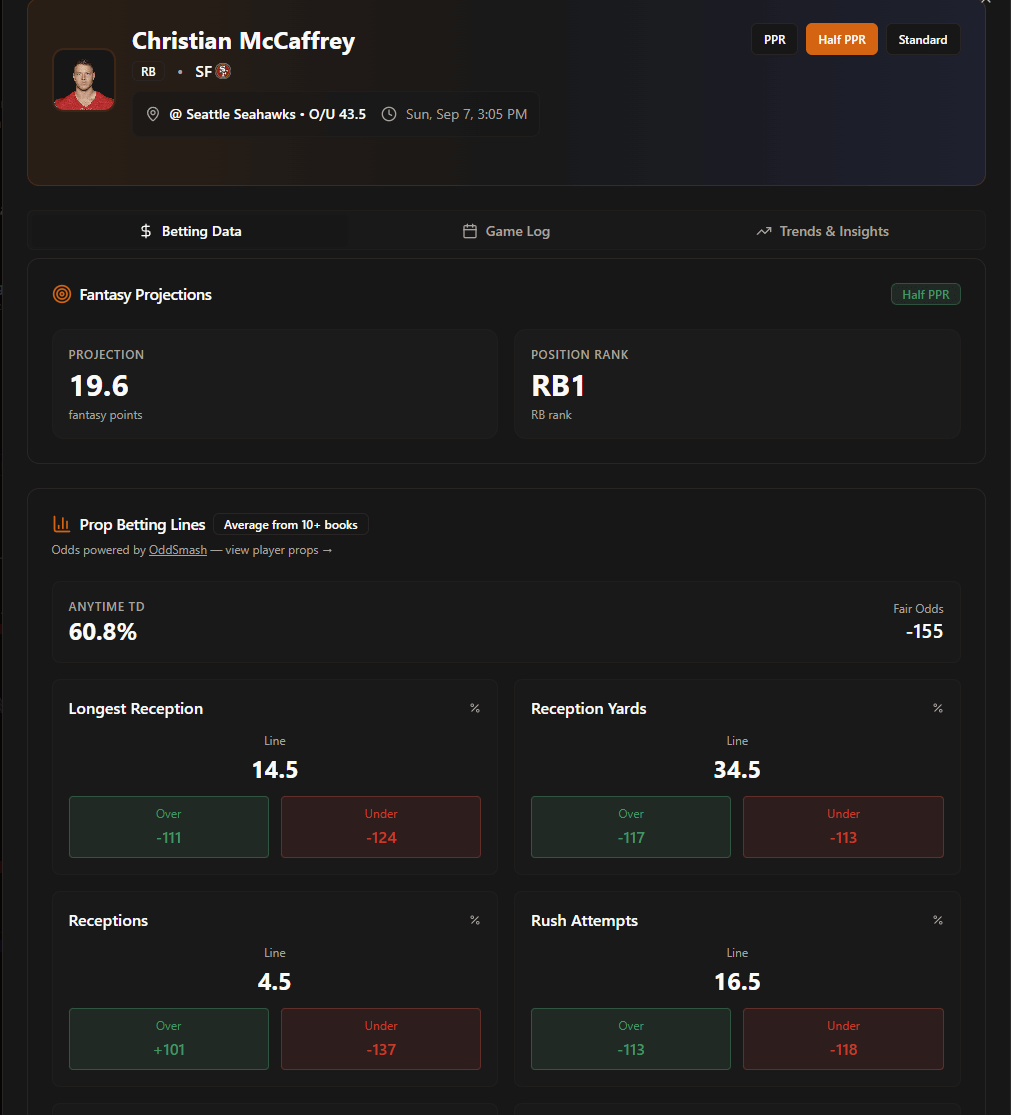 Christian McCaffrey
PPR
Half PPR
Standard
RB • SF
@ Seattle Seahawks • O/U 43.5
Sun, Sep 7, 3:05 PM
Betting Data
Game Log
Trends & Insights
Fantasy Projections
Half PPR
PROJECTION
19.6
fantasy points
POSITION RANK
RB1
RB rank
Prop Betting Lines
Average from 10+ books
Odds powered by OddSmash — view player props →
ANYTIME TD
60.8%
Fair Odds
-155
Longest Reception
%
Line
14.5
Over
-111
Under
-124
Reception Yards
%
Line
34.5
Over
-117
Under
-113
Receptions
%
Line
4.5
Over
+101
Under
-137
Rush Attempts
%
Line
16.5
Over
-113
Under
-118